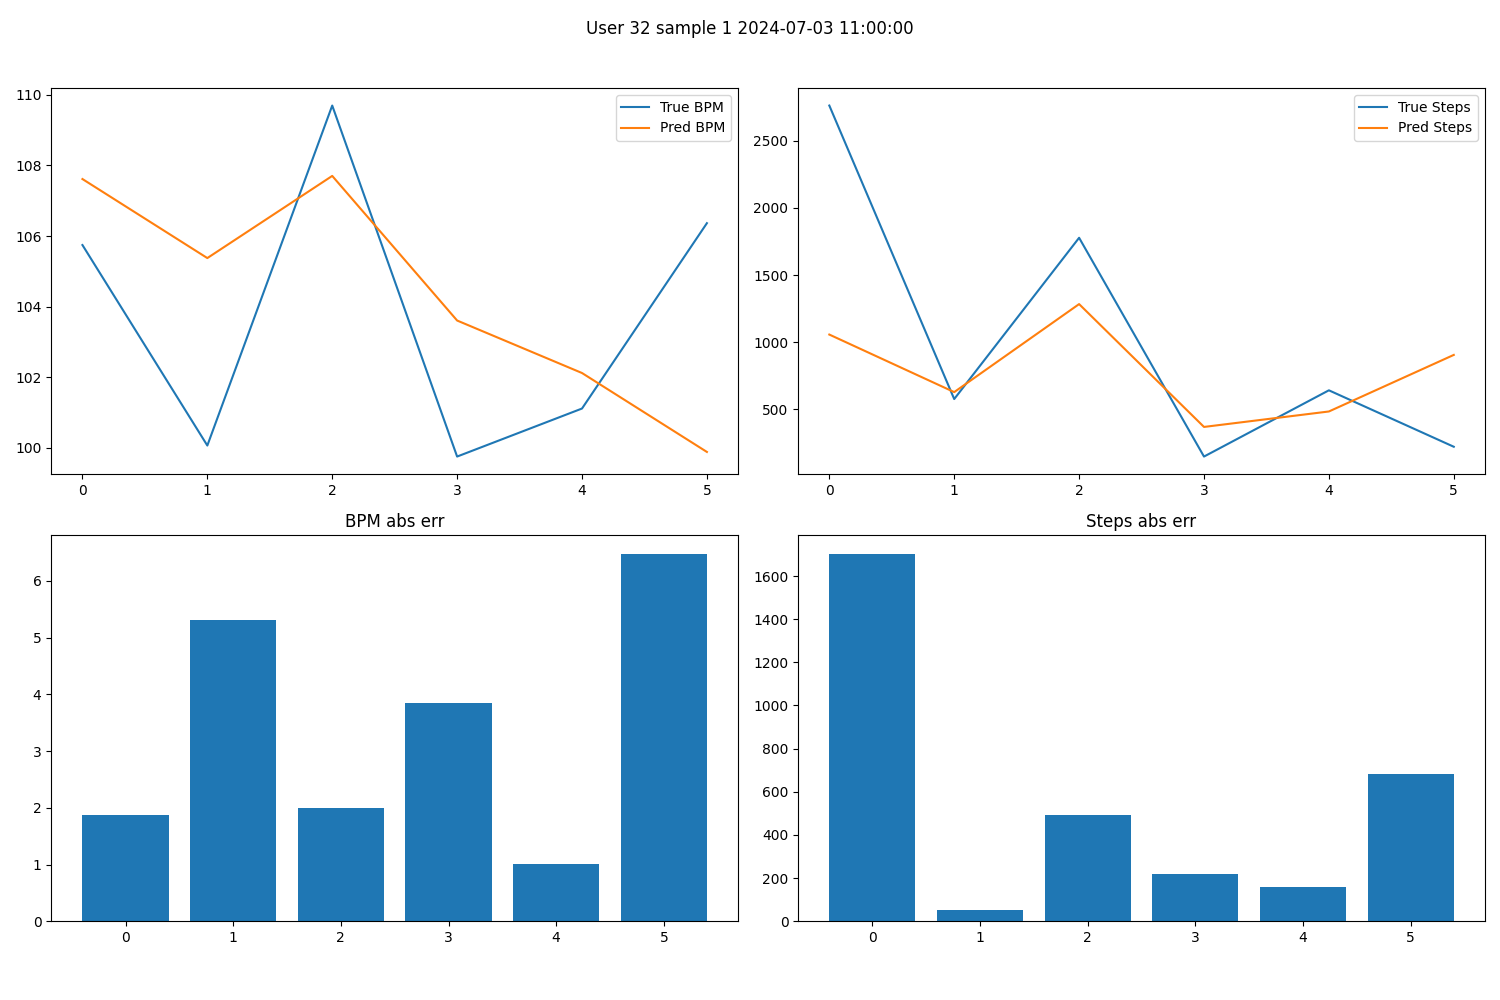 User 32 sample 1 2024-07-03 11:00:00
True BPM
Pred BPM
110
108
106
104
102
100
0 1 2 3 4 5
True Steps
Pred Steps
2500
2000
1500
1000
500
0 1 2 3 4 5
BPM abs err
6
5
4
3
2
1
0
0 1 2 3 4 5
Steps abs err
1600
1400
1200
1000
800
600
400
200
0
0 1 2 3 4 5